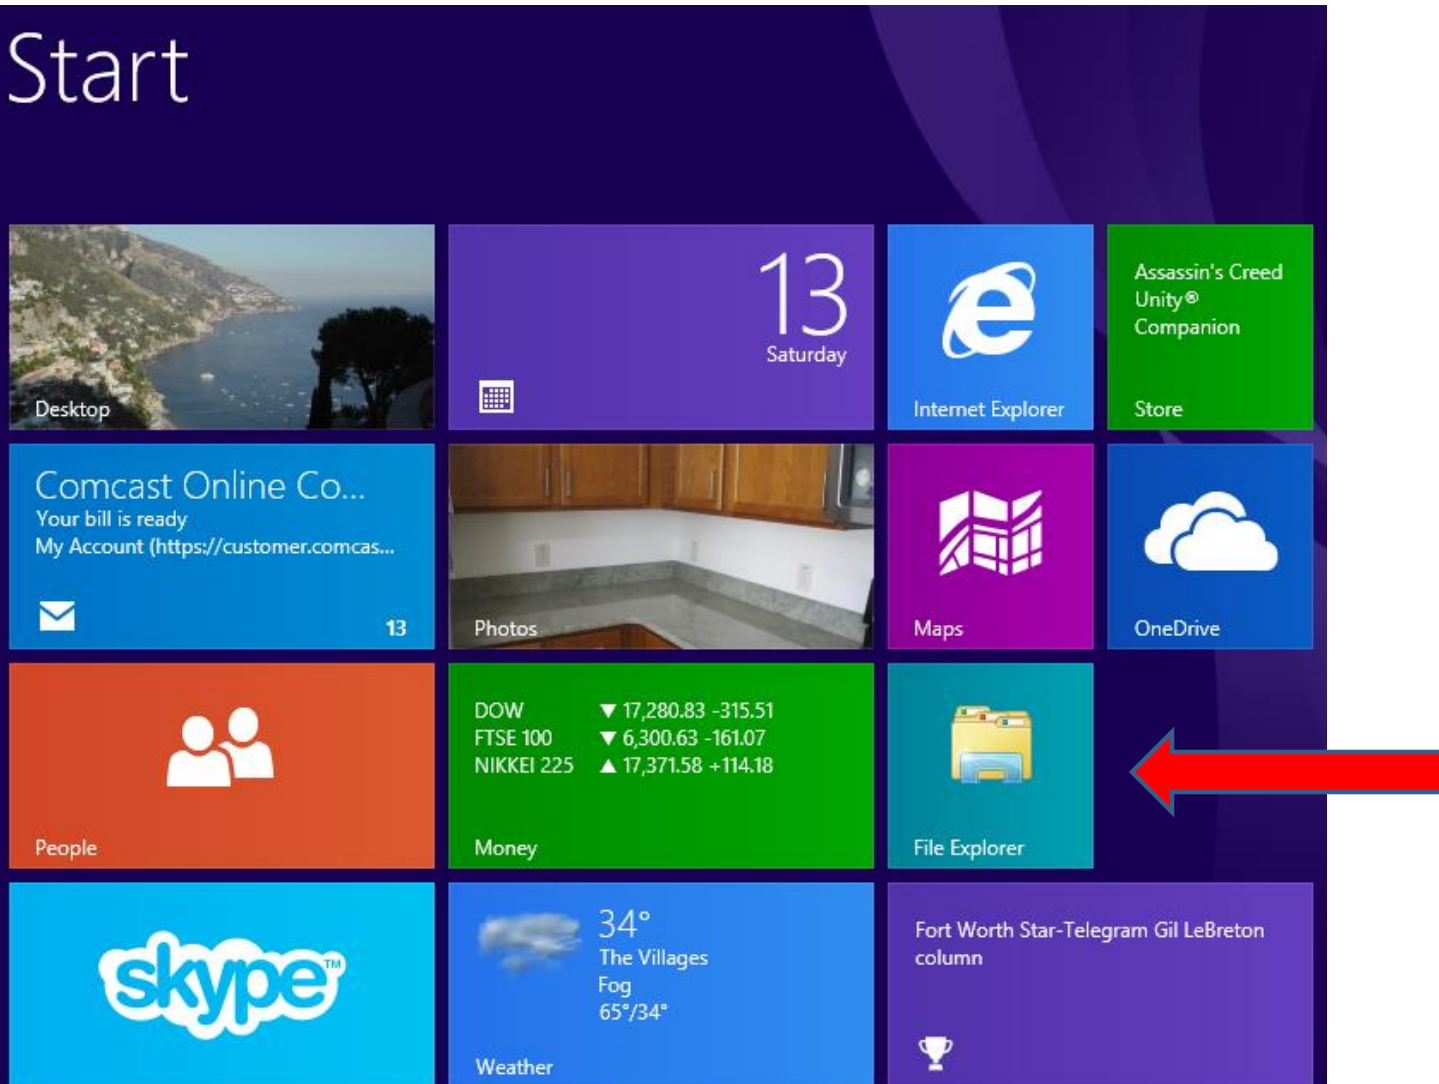 Start
Desktop
13
Saturday
Internet Explorer
Assassin's Creed
Unity®
Companion
Store
Comcast Online Co...
Your bill is ready
My Account (https://customer.comcas...
13
Photos
Maps
OneDrive
People
DOW ▼ 17,280.83 -315.51
FTSE 100 ▼ 6,300.63 -161.07
NIKKEI 225 ▲ 17,371.58 +114.18
Money
File Explorer
skype™
34°
The Villages
Fog
65°/34°
Weather
Fort Worth Star-Telegram Gil LeBreton
column